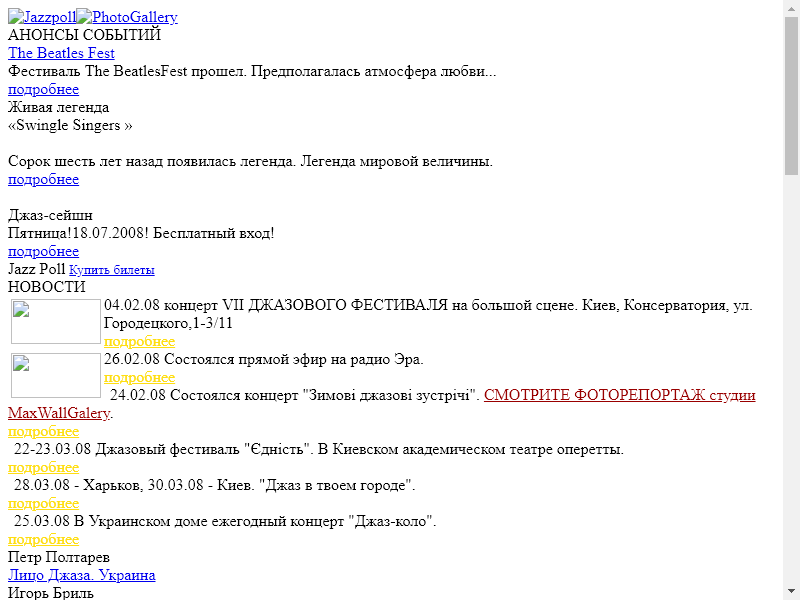 JazzpollPhotoGallery
АНОНСЫ СОБЫТИЙ
The Beatles Fest
Фестиваль The BeatlesFest прошел. Предполагалась атмосфера любви...
подробнее
Живая легенда
«Swingle Singers »
Сорок шесть лет назад появилась легенда. Легенда мировой величины.
подробнее
Джаз-сейшн
Пятница!18.07.2008! Бесплатный вход!
подробнее
Jazz Poll Купить билеты
НОВОСТИ
04.02.08 концерт VII ДЖАЗОВОГО ФЕСТИВАЛЯ на большой сцене. Киев, Консерватория, ул.
Городецкого,1-3/11
подробнее
26.02.08 Состоялся прямой эфир на радио Эра.
подробнее
24.02.08 Состоялся концерт "Зимові джазові зустрічі". СМОТРИТЕ ФОТОРЕПОРТАЖ студии
MaxWallGalery.
подробнее
22-23.03.08 Джазовый фестиваль "Єдність". В Киевском академическом театре оперетты.
подробнее
28.03.08 - Харьков, 30.03.08 - Киев. "Джаз в твоем городе".
подробнее
25.03.08 В Украинском доме ежегодный концерт "Джаз-коло".
подробнее
Петр Полтарев
Лицо Джаза. Украина
Игорь Бриль